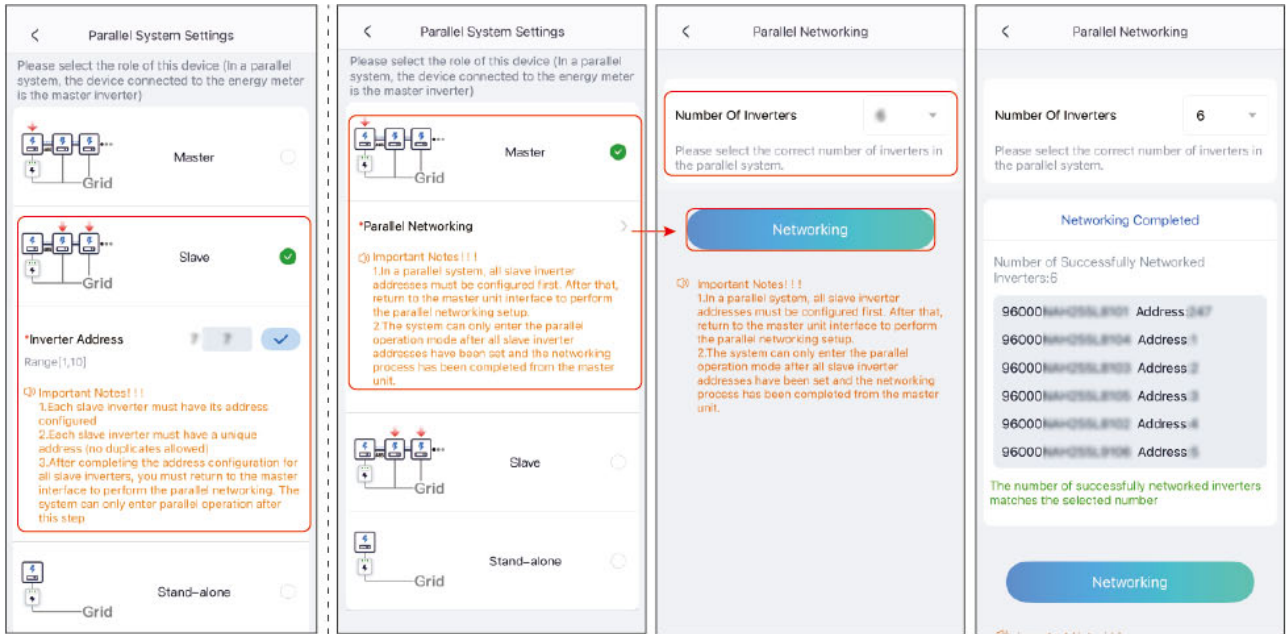 Parallel System Settings
Please select the role of this device (In a parallel
system, the device connected to the energy meter
is the master inverter)
Master
Grid
Slave
Grid
*Inverter Address
Range[1,10]
Important Notes! ! !
1.Each slave inverter must have its address
configured
2.Each slave inverter must have a unique
address (no duplicates allowed)
3.After completing the address configuration for
all slave inverters, you must return to the master
interface to perform the parallel networking. The
system can only enter parallel operation after
this step
Stand-alone
Grid
Parallel System Settings
Please select the role of this device (In a parallel
system, the device connected to the energy meter
is the master inverter)
Master
Grid
*Parallel Networking
Important Notes! ! !
1.In a parallel system, all slave inverter
addresses must be configured first. After that,
return to the master unit interface to perform
the parallel networking setup.
2.The system can only enter the parallel
operation mode after all slave inverter
addresses have been set and the networking
process has been completed from the master
unit.
Slave
Grid
Stand-alone
Grid
Parallel Networking
Number Of Inverters
Please select the correct number of inverters in
the parallel system.
Networking
Important Notes! ! !
1.In a parallel system, all slave inverter
addresses must be configured first. After that,
return to the master unit interface to perform
the parallel networking setup.
2.The system can only enter the parallel
operation mode after all slave inverter
addresses have been set and the networking
process has been completed from the master
unit.
Parallel Networking
Number Of Inverters 6
Please select the correct number of inverters in
the parallel system.
Networking Completed
Number of Successfully Networked
Inverters:6
96000 Address
96000 Address
96000 Address
96000 Address
96000 Address
96000 Address
The number of successfully networked inverters
matches the selected number
Networking